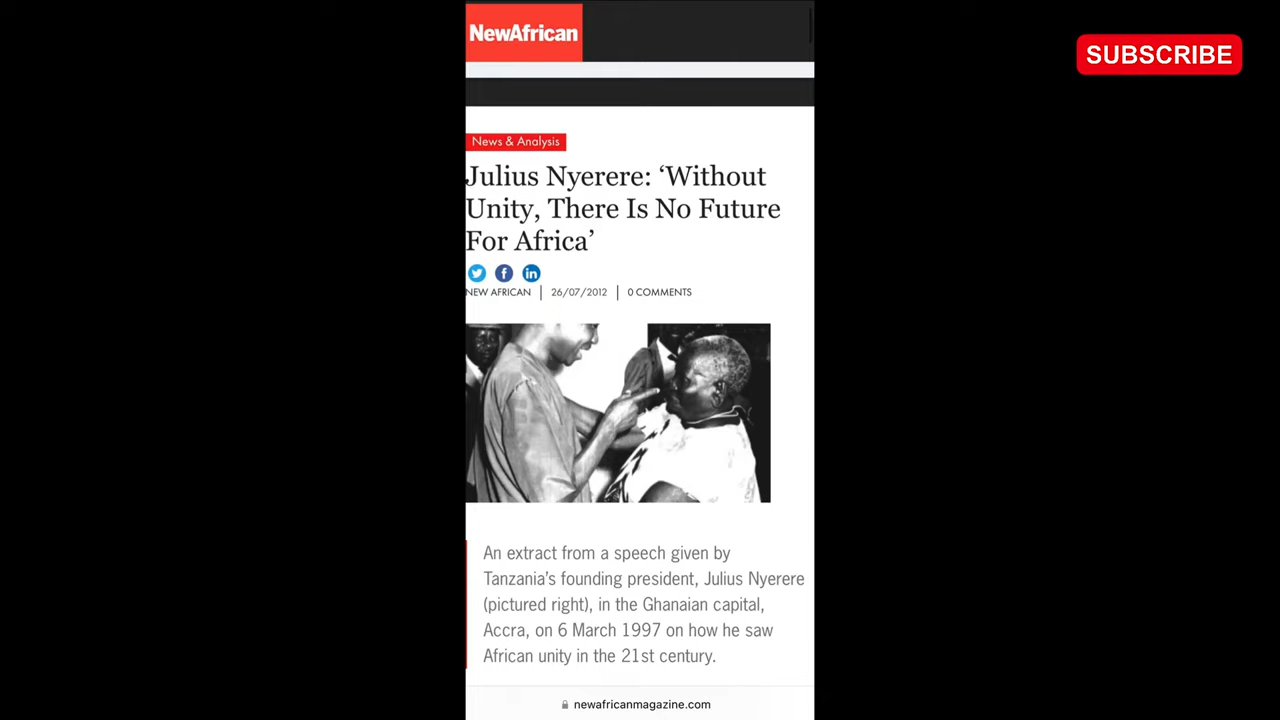 NewAfrican
SUBSCRIBE
News & Analysis
Julius Nyerere: ‘Without
Unity, There Is No Future
For Africa’
NEW AFRICAN | 26/07/2012 | 0 COMMENTS
An extract from a speech given by
Tanzania's founding president, Julius Nyerere
(pictured right), in the Ghanaian capital,
Accra, on 6 March 1997 on how he saw
African unity in the 21st century.
newafricanmagazine.com